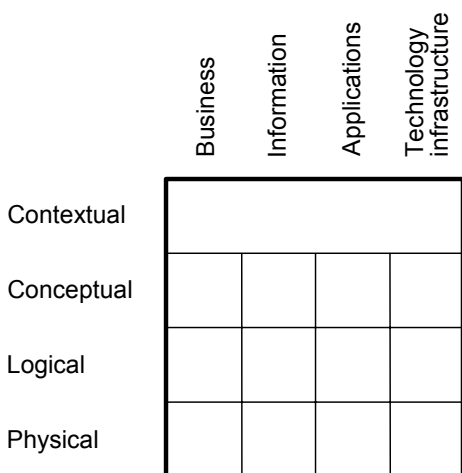 Business
Information
Applications
Technology
infrastructure
Contextual
Conceptual
Logical
Physical